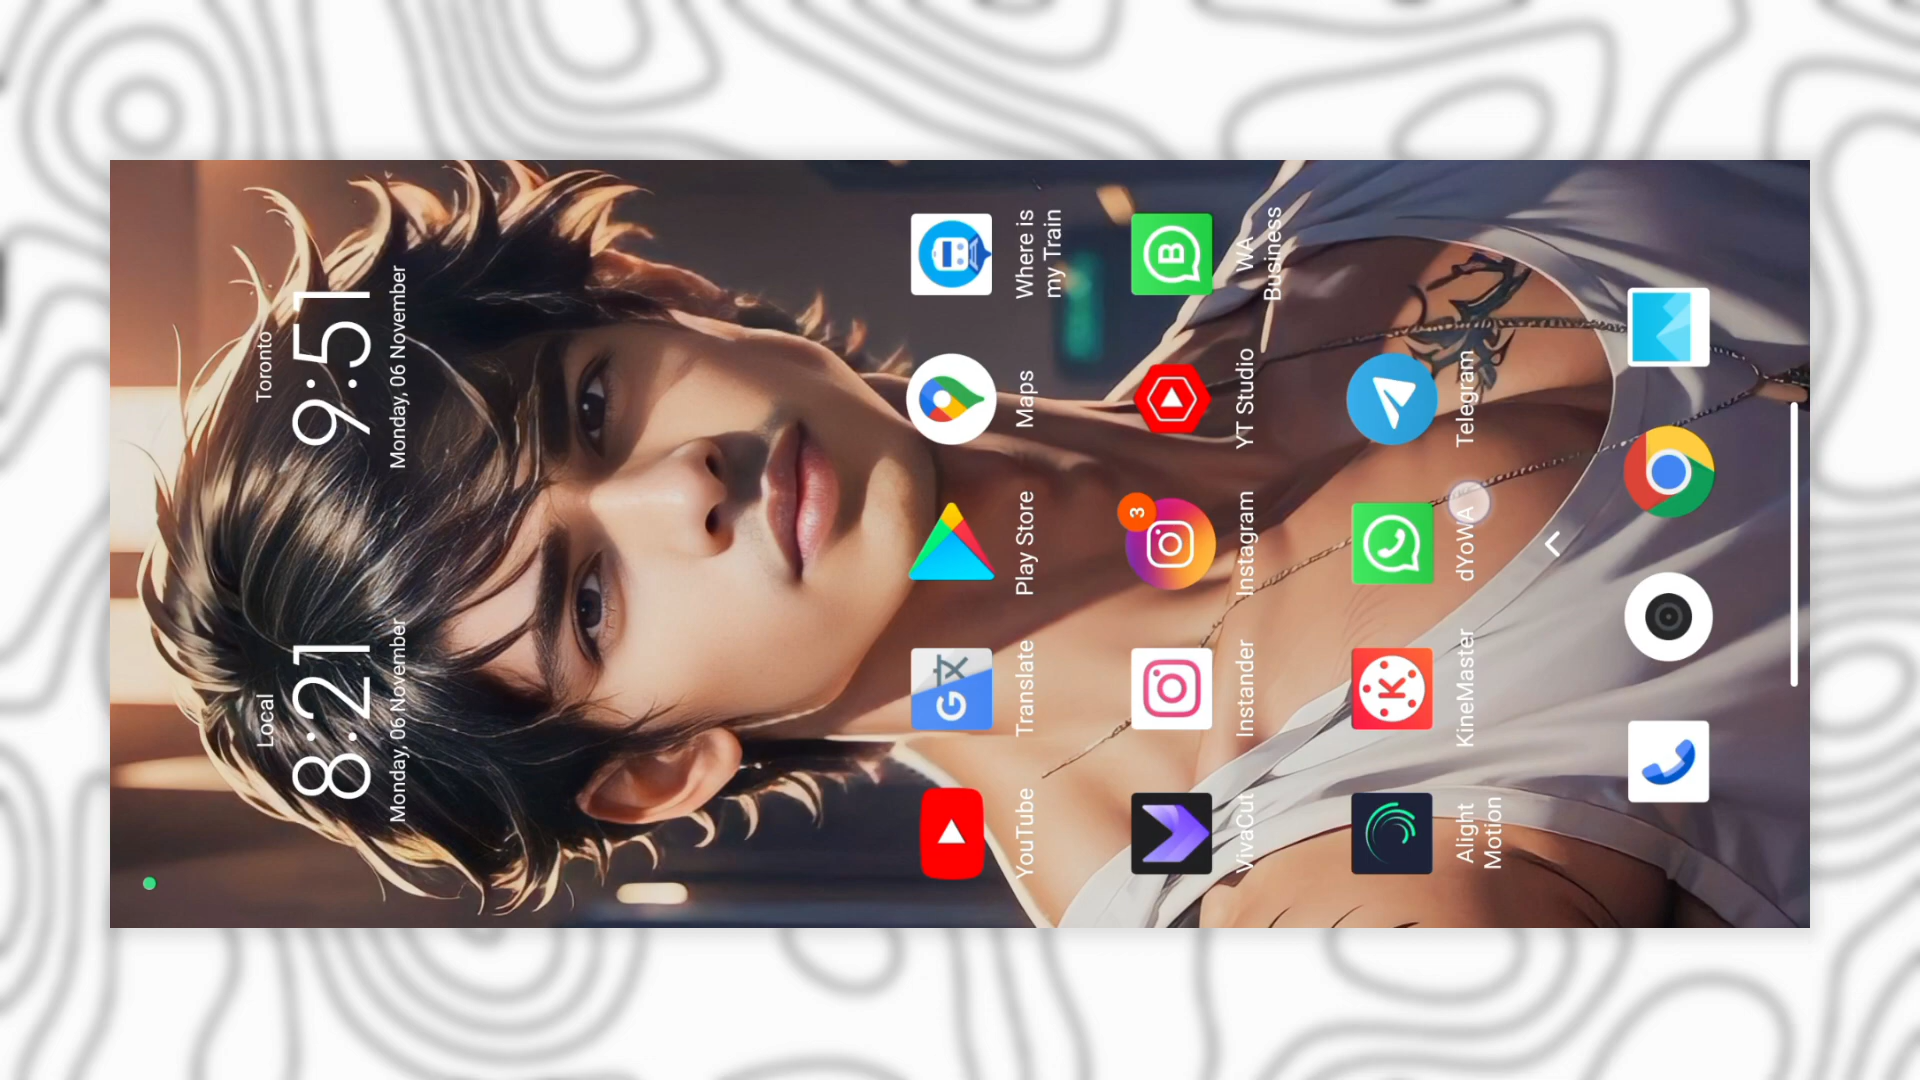 Local
8:21
Monday, 06 November
Toronto
9:51
Monday, 06 November
YouTube
Translate
Play Store
Maps
Where is
my Train
VivaCut
Instander
3
Instagram
YT Studio
WA
Business
Alight
Motion
KineMaster
dYoWA
Telegram